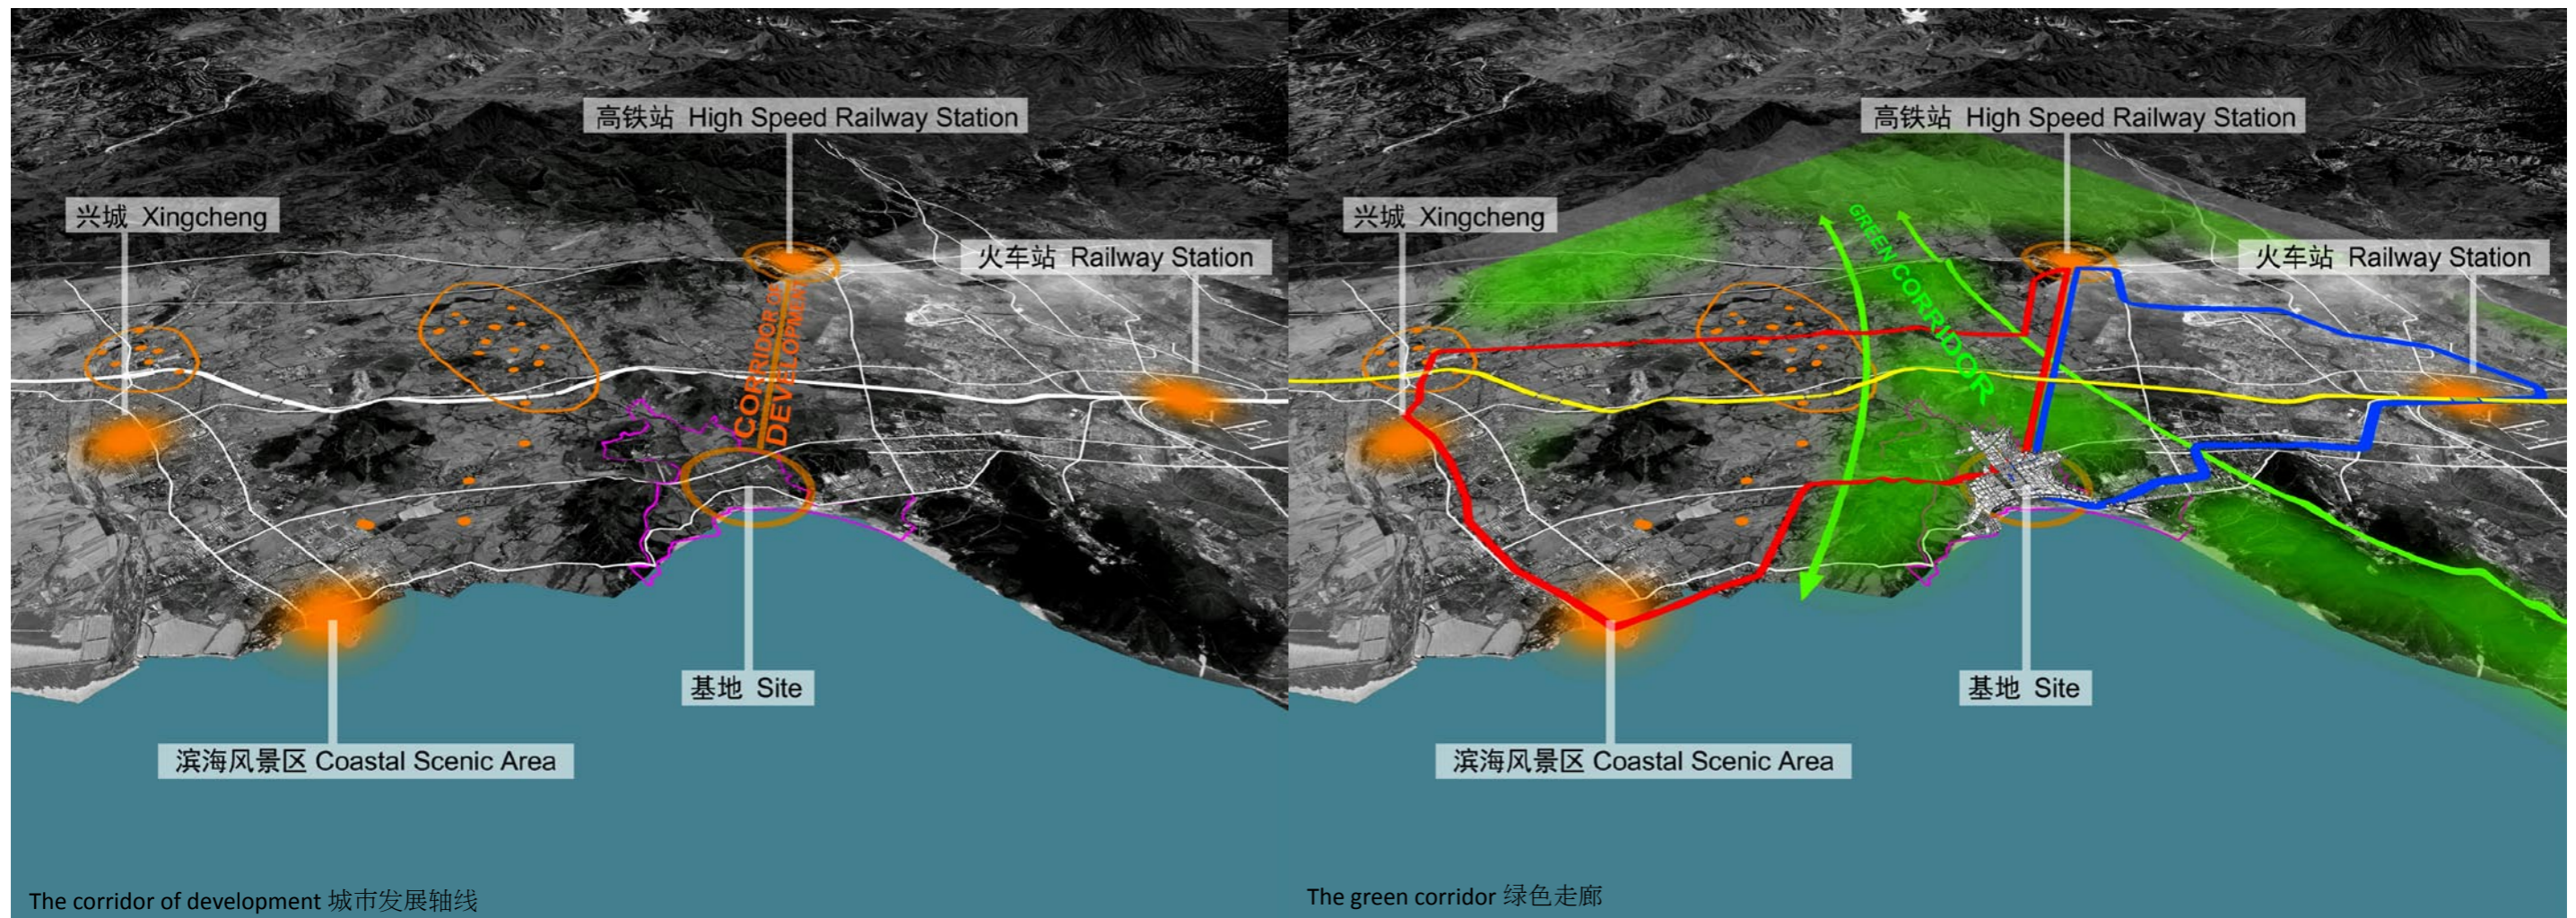 高铁站 High Speed Railway Station
兴城 Xingcheng
火车站 Railway Station
CORRIDOR OF
DEVELOPMENT
基地 Site
滨海风景区 Coastal Scenic Area
The corridor of development 城市发展轴线
高铁站 High Speed Railway Station
兴城 Xingcheng
GREEN CORRIDOR
火车站 Railway Station
基地 Site
滨海风景区 Coastal Scenic Area
The green corridor 绿色走廊